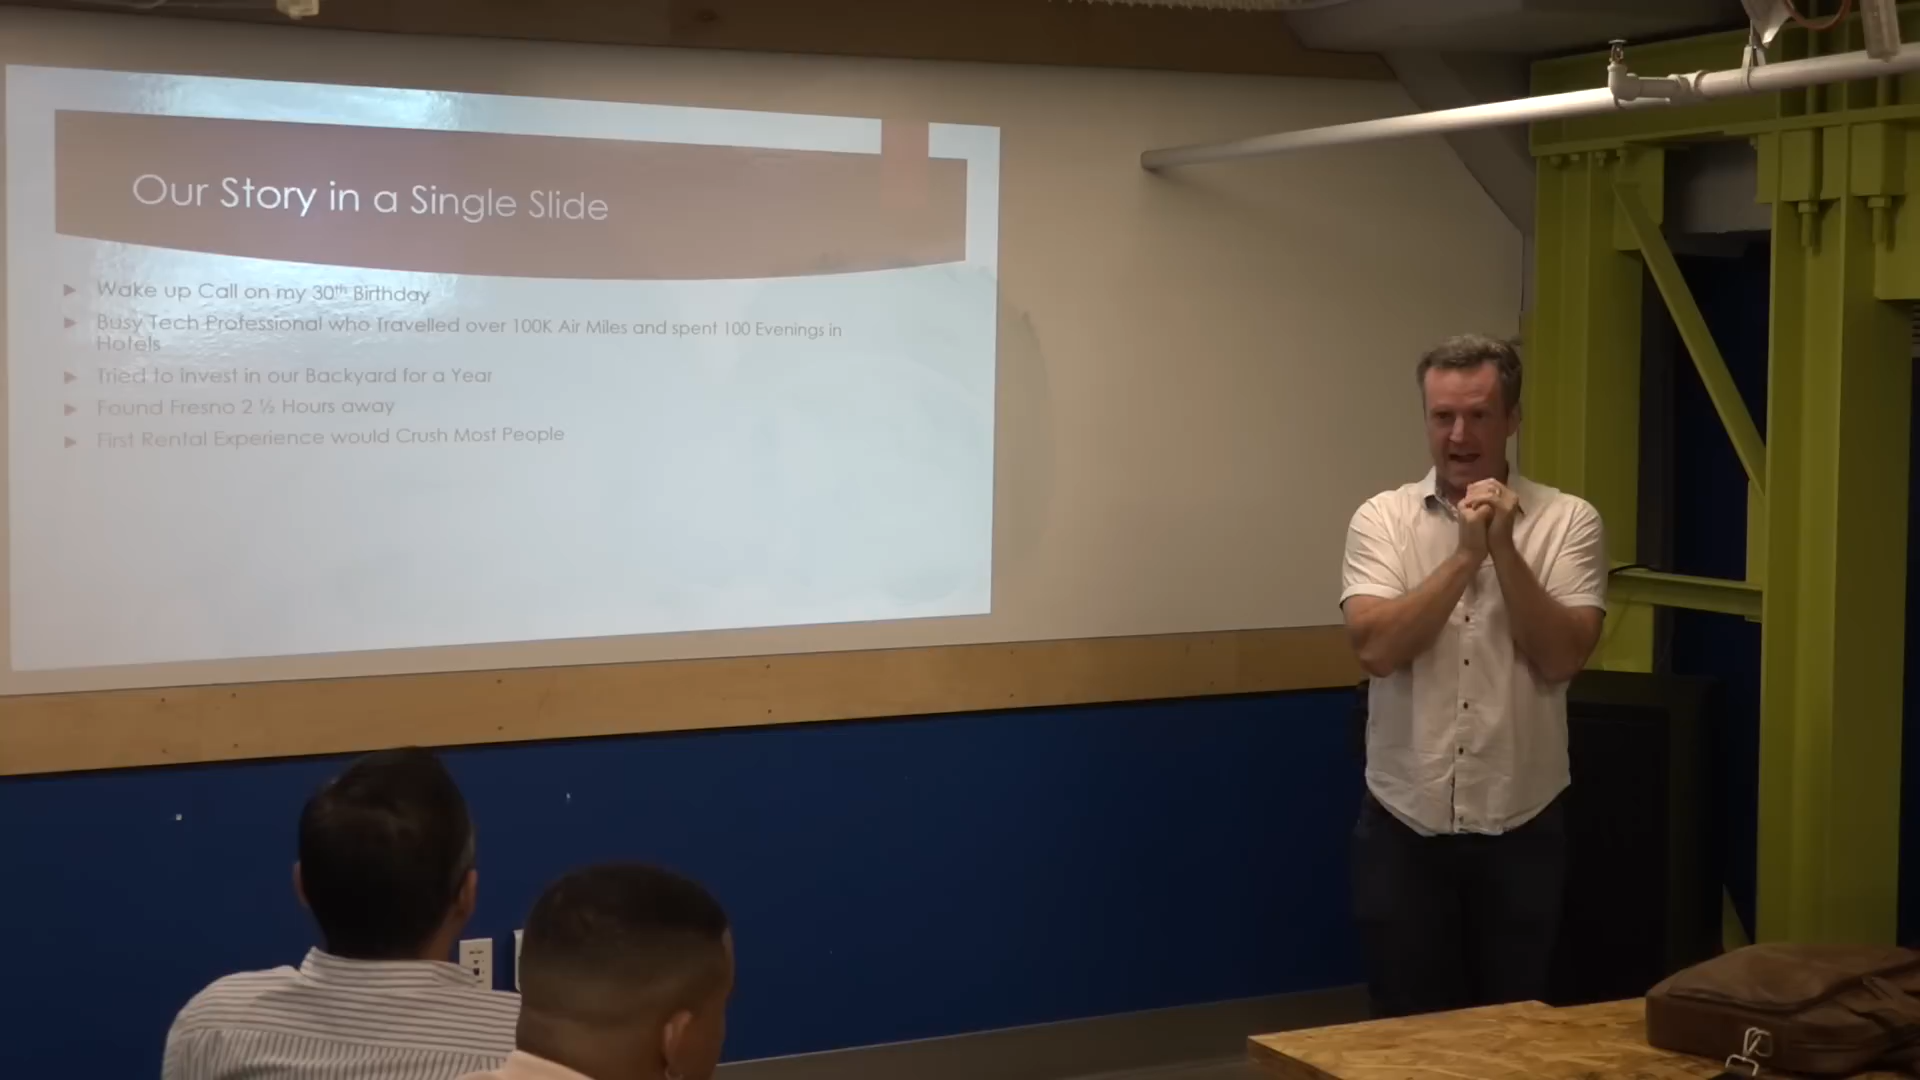 Our Story in a Single Slide
Wake up Call on my 30th Birthday
Busy Tech Professional who Travelled over 100K Air Miles and spent 100 Evenings in
Hotels
Tried to invest in our Backyard for a Year
Found Fresno 2 ½ Hours away
First Rental Experience would Crush Most People